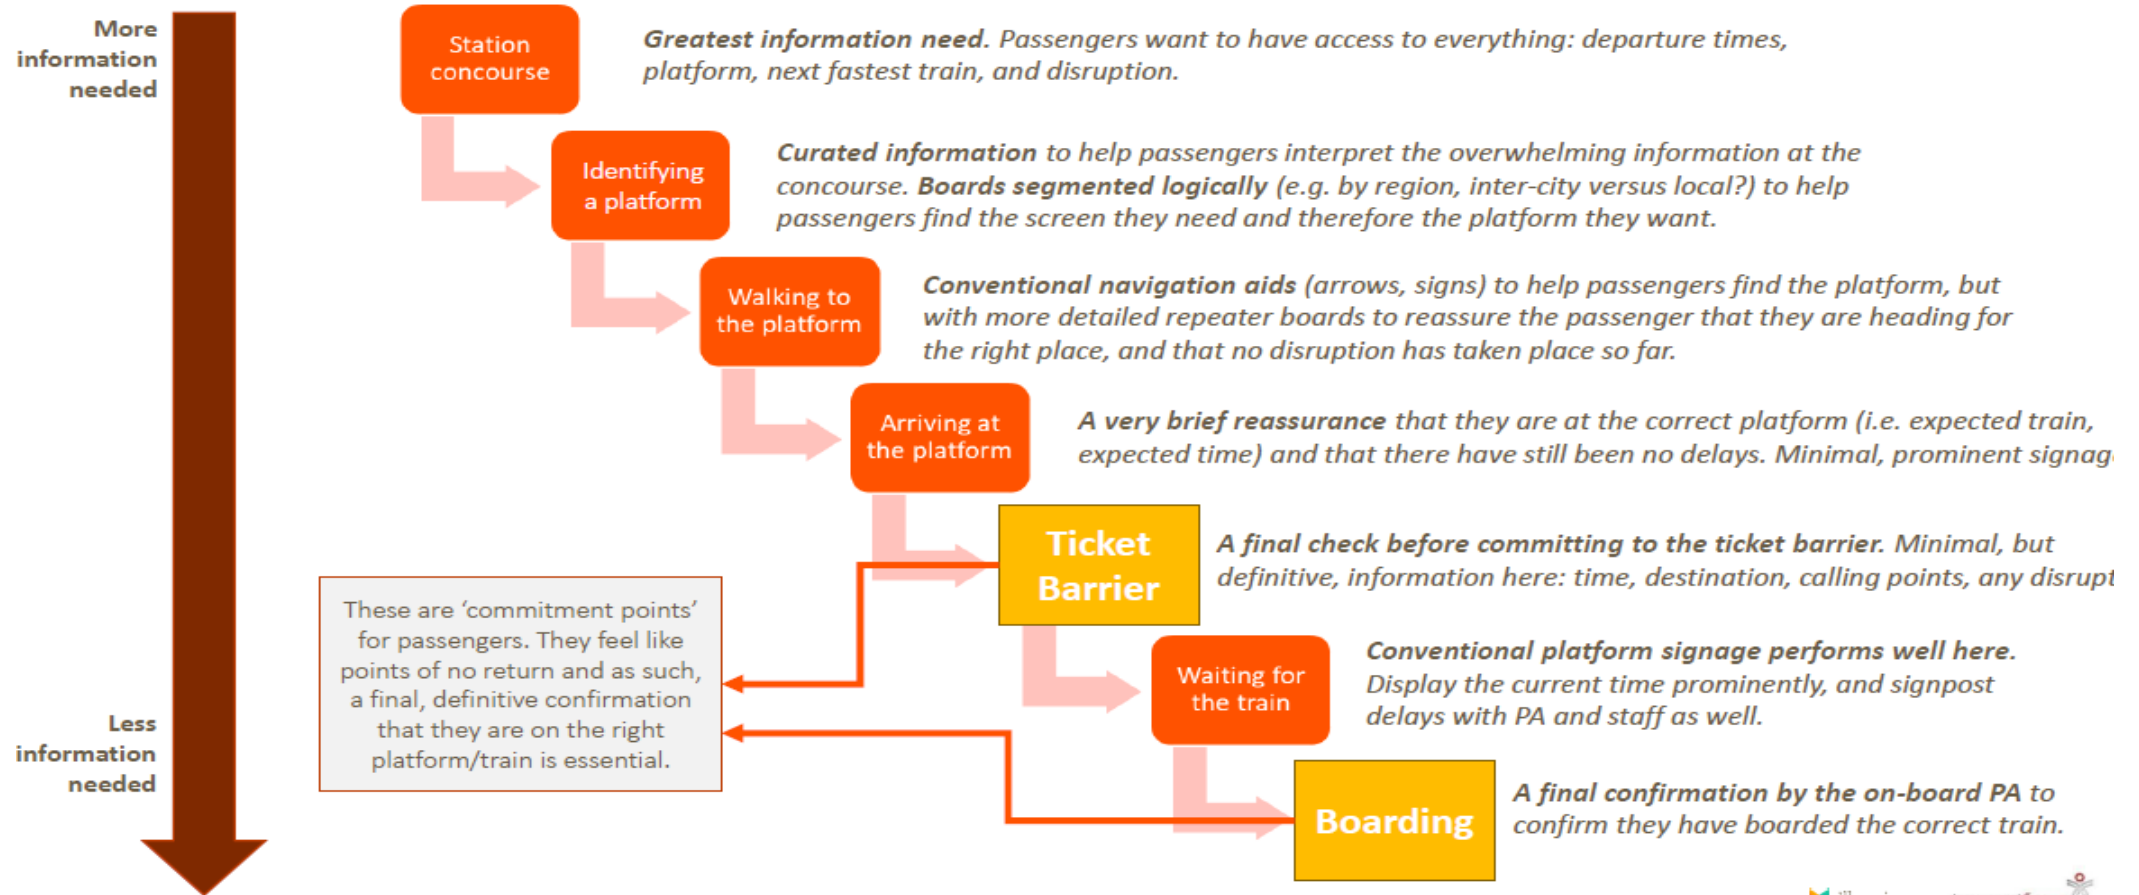 More
information
needed
Station
concourse
Greatest information need. Passengers want to have access to everything: departure times,
platform, next fastest train, and disruption.
Identifying
a platform
Curated information to help passengers interpret the overwhelming information at the
concourse. Boards segmented logically (e.g. by region, inter-city versus local?) to help
passengers find the screen they need and therefore the platform they want.
Walking to
the platform
Conventional navigation aids (arrows, signs) to help passengers find the platform, but
with more detailed repeater boards to reassure the passenger that they are heading for
the right place, and that no disruption has taken place so far.
Arriving at
the platform
A very brief reassurance that they are at the correct platform (i.e. expected train,
expected time) and that there have still been no delays. Minimal, prominent signag
Ticket
Barrier
A final check before committing to the ticket barrier. Minimal, but
definitive, information here: time, destination, calling points, any disrupt
These are ‘commitment points’
for passengers. They feel like
points of no return and as such,
a final, definitive confirmation
that they are on the right
platform/train is essential.
Waiting for
the train
Conventional platform signage performs well here.
Display the current time prominently, and signpost
delays with PA and staff as well.
Less
information
needed
Boarding
A final confirmation by the on-board PA to
confirm they have boarded the correct train.